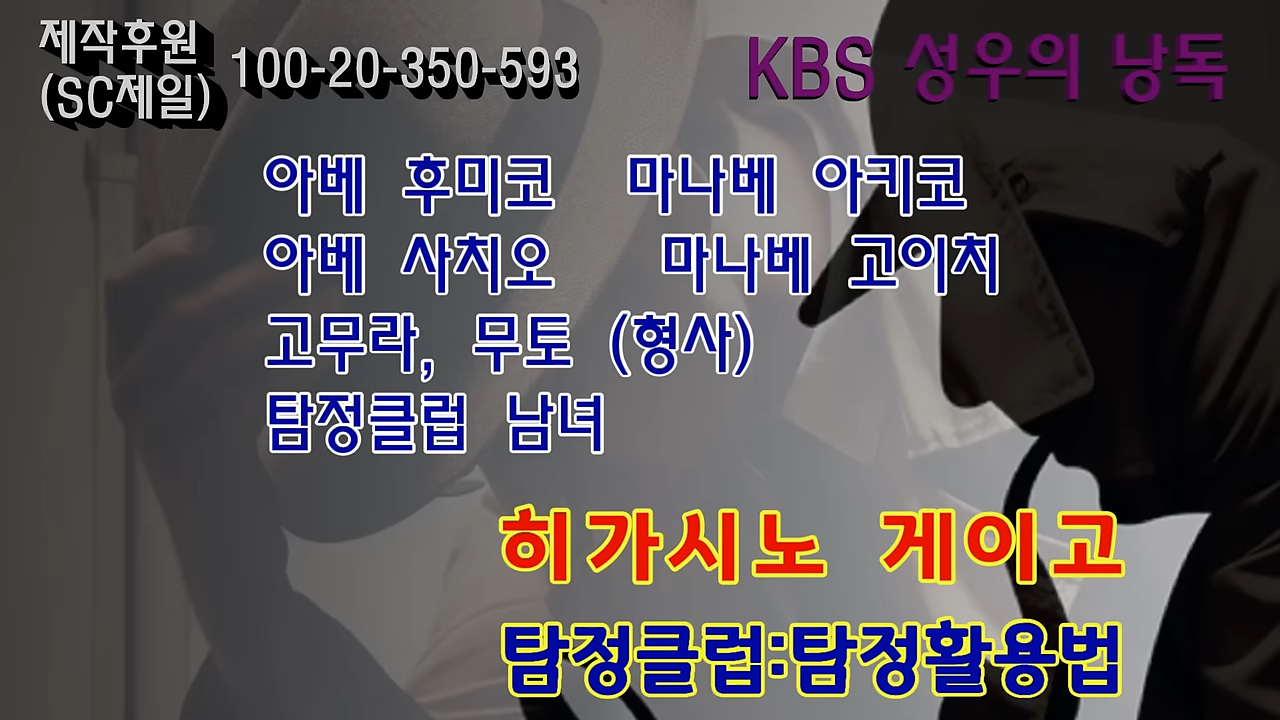 제작후원
(SC제일)
100-20-350-593
KBS 성우의 낭독
아베 후미코 마나베 아키코
아베 사치오 마나베 고이치
고무라, 무토 (형사)
탐정클럽 남녀
히가시노 게이고
탐정클럽:탐정활용법